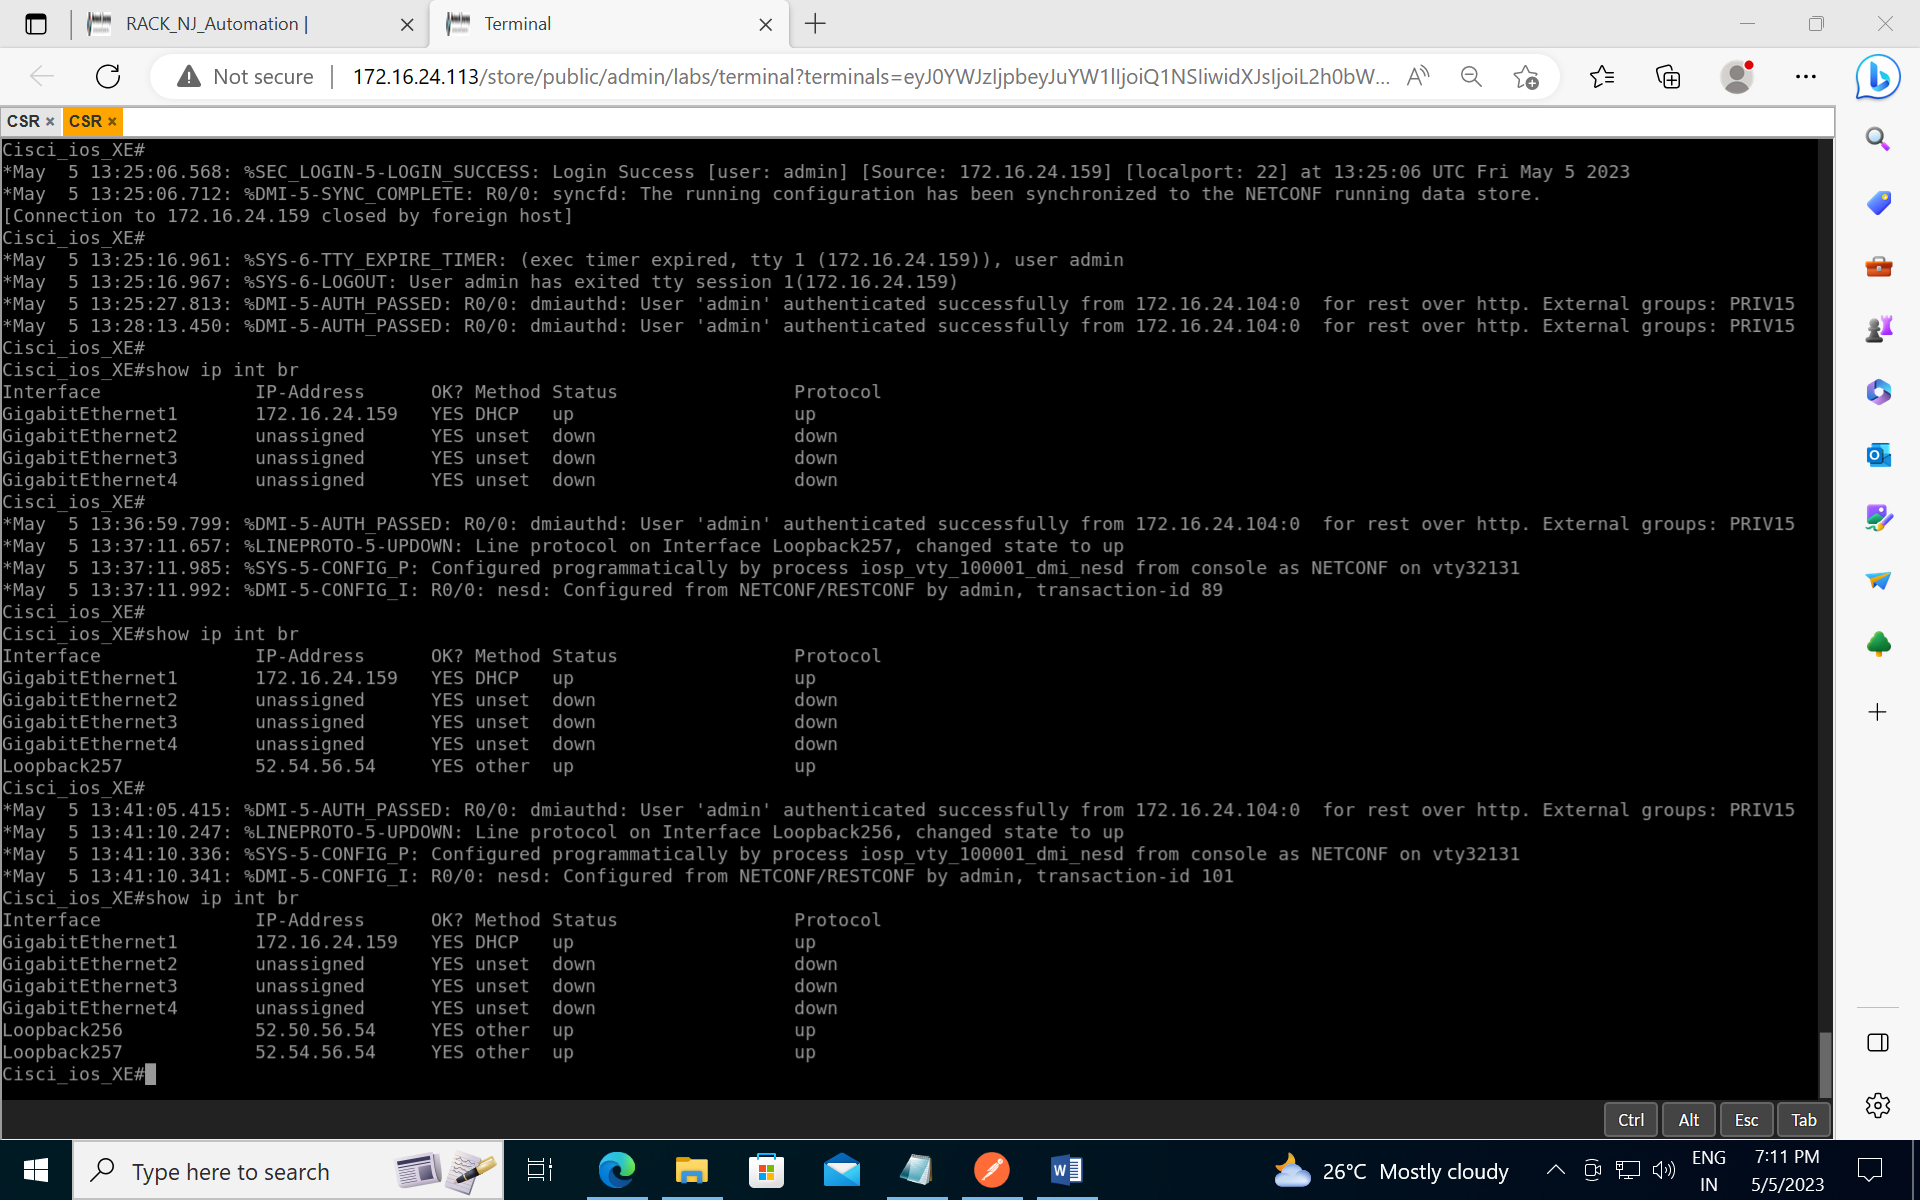 RACK_NJ_Automation |
Terminal
Not secure
172.16.24.113/store/public/admin/labs/terminal?terminals=eyJ0YWJzIjpbeyJuYW1lIjoiQ1NSIiwidXJsIjoiL2h0bW...
CSR × CSR ×
Cisci_ios_XE#
*May  5 13:25:06.568: %SEC_LOGIN-5-LOGIN_SUCCESS: Login Success [user: admin] [Source: 172.16.24.159] [localport: 22] at 13:25:06 UTC Fri May 5 2023
*May  5 13:25:06.712: %DMI-5-SYNC_COMPLETE: R0/0: syncfd: The running configuration has been synchronized to the NETCONF running data store.
[Connection to 172.16.24.159 closed by foreign host]
Cisci_ios_XE#
*May  5 13:25:16.961: %SYS-6-TTY_EXPIRE_TIMER: (exec timer expired, tty 1 (172.16.24.159)), user admin
*May  5 13:25:16.967: %SYS-6-LOGOUT: User admin has exited tty session 1(172.16.24.159)
*May  5 13:25:27.813: %DMI-5-AUTH_PASSED: R0/0: dmiauthd: User 'admin' authenticated successfully from 172.16.24.104:0  for rest over http. External groups: PRIV15
*May  5 13:28:13.450: %DMI-5-AUTH_PASSED: R0/0: dmiauthd: User 'admin' authenticated successfully from 172.16.24.104:0  for rest over http. External groups: PRIV15
Cisci_ios_XE#
Cisci_ios_XE#show ip int br
Interface              IP-Address      OK? Method Status                Protocol
GigabitEthernet1       172.16.24.159   YES DHCP   up                    up
GigabitEthernet2       unassigned      YES unset  down                  down
GigabitEthernet3       unassigned      YES unset  down                  down
GigabitEthernet4       unassigned      YES unset  down                  down
Cisci_ios_XE#
*May  5 13:36:59.799: %DMI-5-AUTH_PASSED: R0/0: dmiauthd: User 'admin' authenticated successfully from 172.16.24.104:0  for rest over http. External groups: PRIV15
*May  5 13:37:11.657: %LINEPROTO-5-UPDOWN: Line protocol on Interface Loopback257, changed state to up
*May  5 13:37:11.985: %SYS-5-CONFIG_P: Configured programmatically by process iosp_vty_100001_dmi_nesd from console as NETCONF on vty32131
*May  5 13:37:11.992: %DMI-5-CONFIG_I: R0/0: nesd: Configured from NETCONF/RESTCONF by admin, transaction-id 89
Cisci_ios_XE#
Cisci_ios_XE#show ip int br
Interface              IP-Address      OK? Method Status                Protocol
GigabitEthernet1       172.16.24.159   YES DHCP   up                    up
GigabitEthernet2       unassigned      YES unset  down                  down
GigabitEthernet3       unassigned      YES unset  down                  down
GigabitEthernet4       unassigned      YES unset  down                  down
Loopback257            52.54.56.54     YES other  up                    up
Cisci_ios_XE#
*May  5 13:41:05.415: %DMI-5-AUTH_PASSED: R0/0: dmiauthd: User 'admin' authenticated successfully from 172.16.24.104:0  for rest over http. External groups: PRIV15
*May  5 13:41:10.247: %LINEPROTO-5-UPDOWN: Line protocol on Interface Loopback256, changed state to up
*May  5 13:41:10.336: %SYS-5-CONFIG_P: Configured programmatically by process iosp_vty_100001_dmi_nesd from console as NETCONF on vty32131
*May  5 13:41:10.341: %DMI-5-CONFIG_I: R0/0: nesd: Configured from NETCONF/RESTCONF by admin, transaction-id 101
Cisci_ios_XE#show ip int br
Interface              IP-Address      OK? Method Status                Protocol
GigabitEthernet1       172.16.24.159   YES DHCP   up                    up
GigabitEthernet2       unassigned      YES unset  down                  down
GigabitEthernet3       unassigned      YES unset  down                  down
GigabitEthernet4       unassigned      YES unset  down                  down
Loopback256            52.50.56.54     YES other  up                    up
Loopback257            52.54.56.54     YES other  up                    up
Cisci_ios_XE#
Ctrl Alt Esc Tab
Type here to search
26°C Mostly cloudy
ENG
IN
7:11 PM
5/5/2023